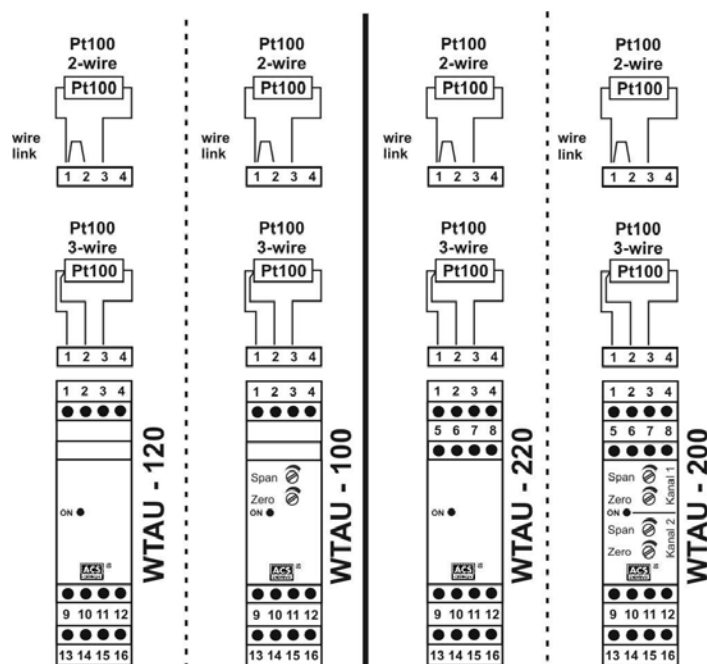 Pt100
2-wire
Pt100
wire
link
1 2 3 4
Pt100
3-wire
Pt100
1 2 3 4
1 2 3 4
ON
ACS
9 10 11 12
13 14 15 16
WTAU - 120
Pt100
2-wire
Pt100
wire
link
1 2 3 4
Pt100
3-wire
Pt100
1 2 3 4
1 2 3 4
Span
Zero
ON
ACS
9 10 11 12
13 14 15 16
WTAU - 100
Pt100
2-wire
Pt100
wire
link
1 2 3 4
Pt100
3-wire
Pt100
1 2 3 4
1 2 3 4
5 6 7 8
ON
ACS
9 10 11 12
13 14 15 16
WTAU - 220
Pt100
2-wire
Pt100
wire
link
1 2 3 4
Pt100
3-wire
Pt100
1 2 3 4
1 2 3 4
5 6 7 8
Span
Zero
Kanal 1
ON
Span
Zero
Kanal 2
ACS
9 10 11 12
13 14 15 16
WTAU - 200